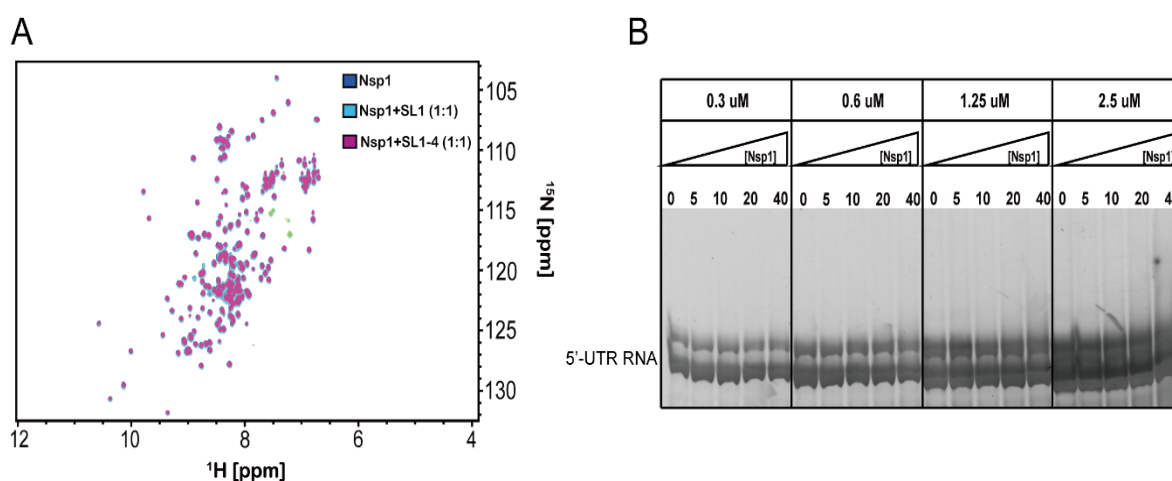 A
B
Nsp1
Nsp1+SL1 (1:1)
Nsp1+SL1-4 (1:1)
105
110
115
120
125
130
¹⁵N [ppm]
12 10 8 6 4
¹H [ppm]
0.3 uM 0.6 uM 1.25 uM 2.5 uM
[Nsp1] [Nsp1] [Nsp1] [Nsp1
0 5 10 20 40 0 5 10 20 40 0 5 10 20 40 0 5 10 20 4
5'-UTR RNA